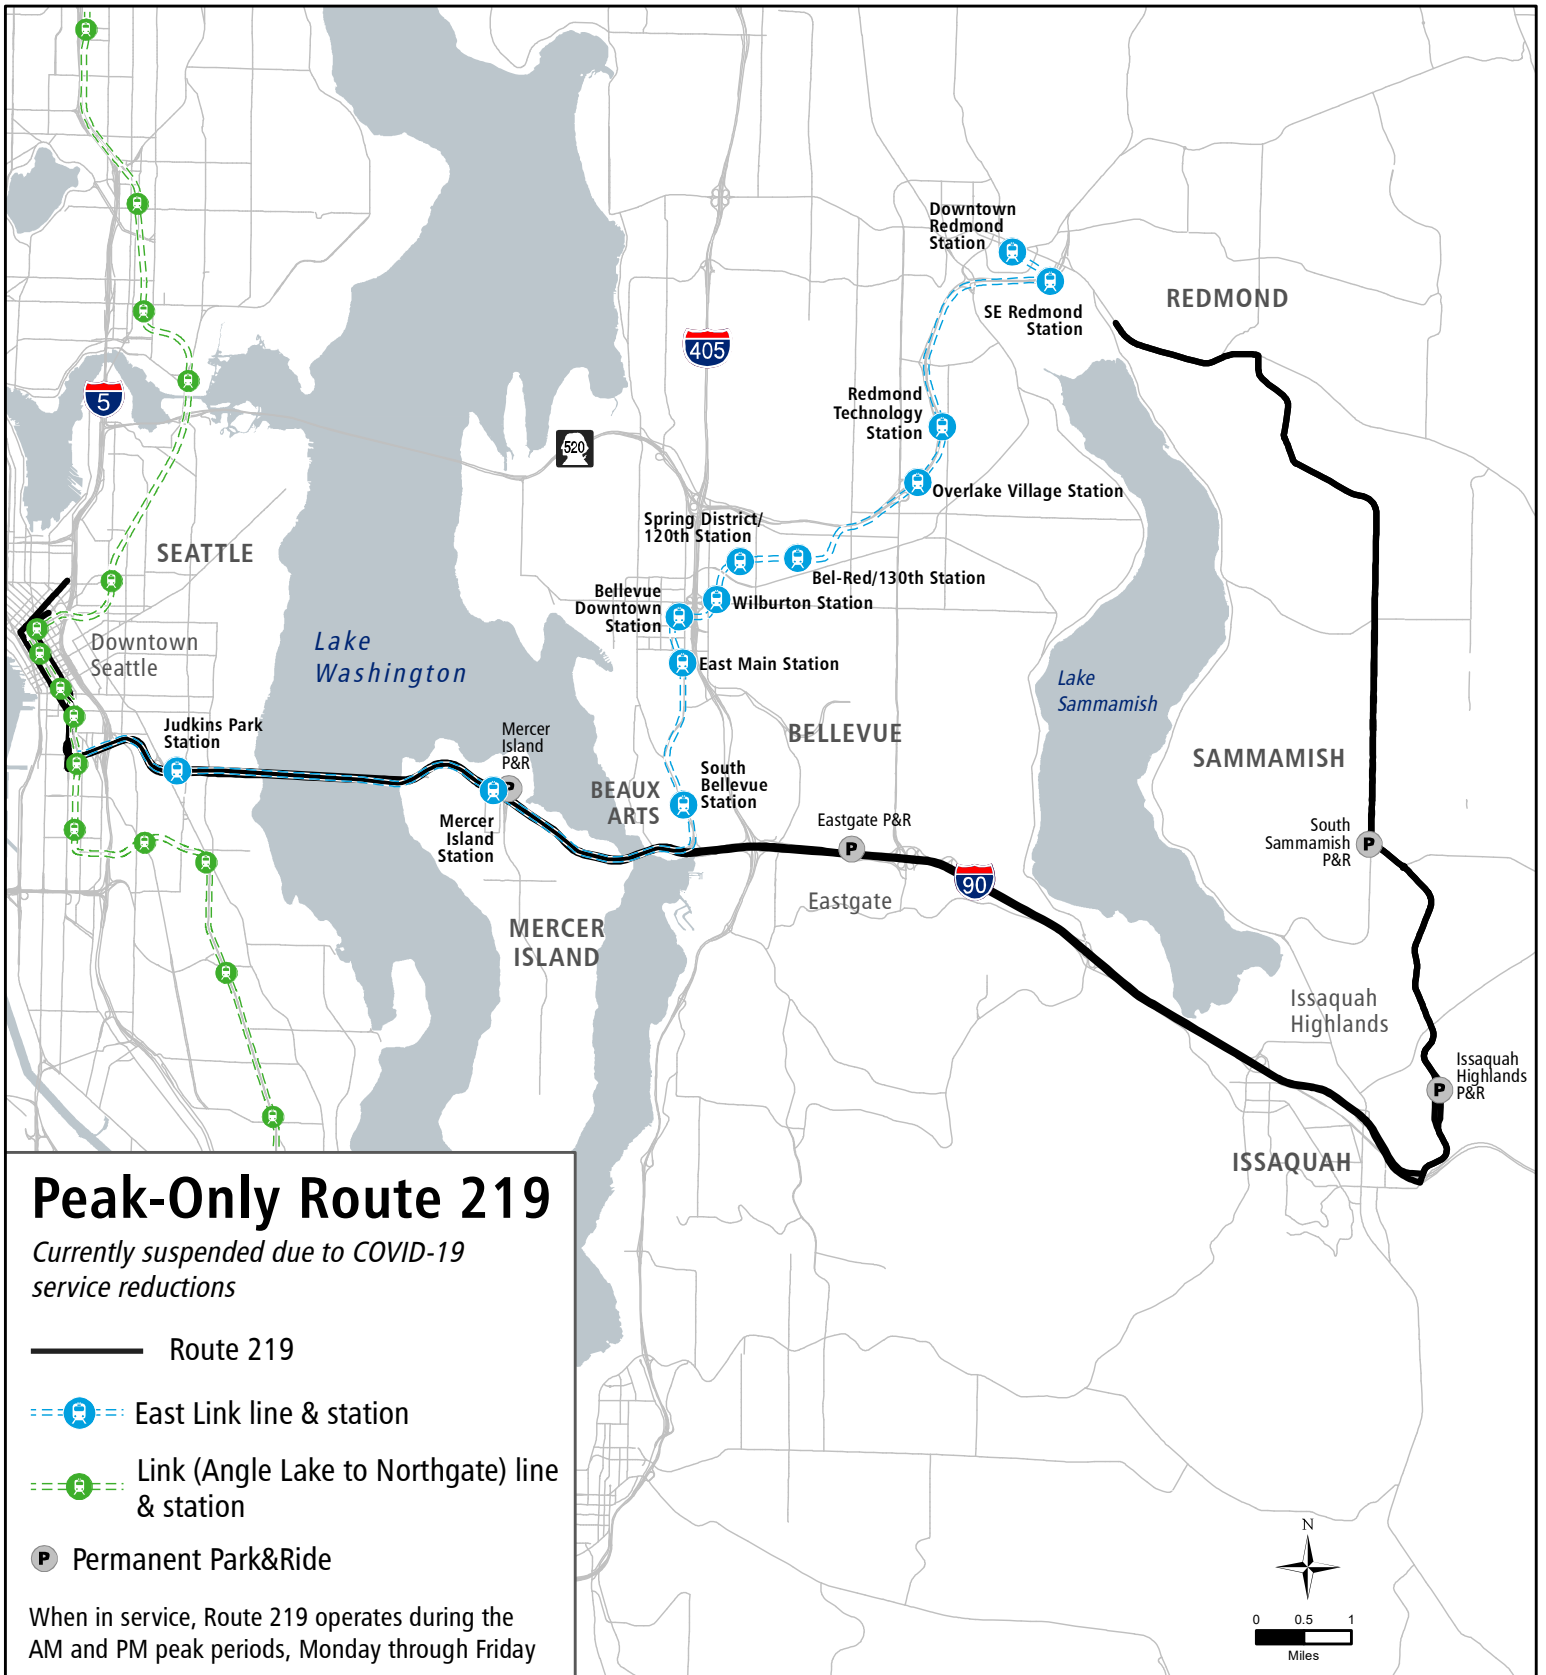 Downtown
Redmond
Station
REDMOND
SE Redmond
Station
405
5
Redmond
Technology
Station
520
Overlake Village Station
Spring District/
120th Station
SEATTLE
Bel-Red/130th Station
Bellevue
Downtown
Station
Wilburton Station
Downtown
Seattle
Lake
Washington
East Main Station
Lake
Sammamish
Judkins Park
Station
Mercer
Island
P&R
BELLEVUE
SAMMAMISH
BEAUX
ARTS
South
Bellevue
Station
Mercer
Island
Station
P
Eastgate P&R
P
South
Sammamish
P&R
P
90
Eastgate
MERCER
ISLAND
Issaquah
Highlands
Issaquah
Highlands
P&R
P
ISSAQUAH
Peak-Only Route 219
Currently suspended due to COVID-19
service reductions
Route 219
East Link line & station
Link (Angle Lake to Northgate) line
& station
P Permanent Park&Ride
When in service, Route 219 operates during the
AM and PM peak periods, Monday through Friday
N
0 0.5 1
Miles